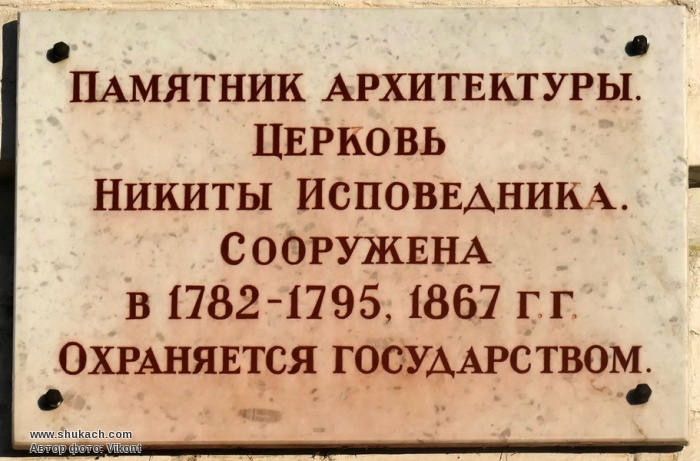 Памятник архитектуры.
Церковь
Никиты Исповедника.
Сооружена
в 1782-1795, 1867 г.г.
Охраняется государством.
www.shukach.com
Автор фото: Vikont